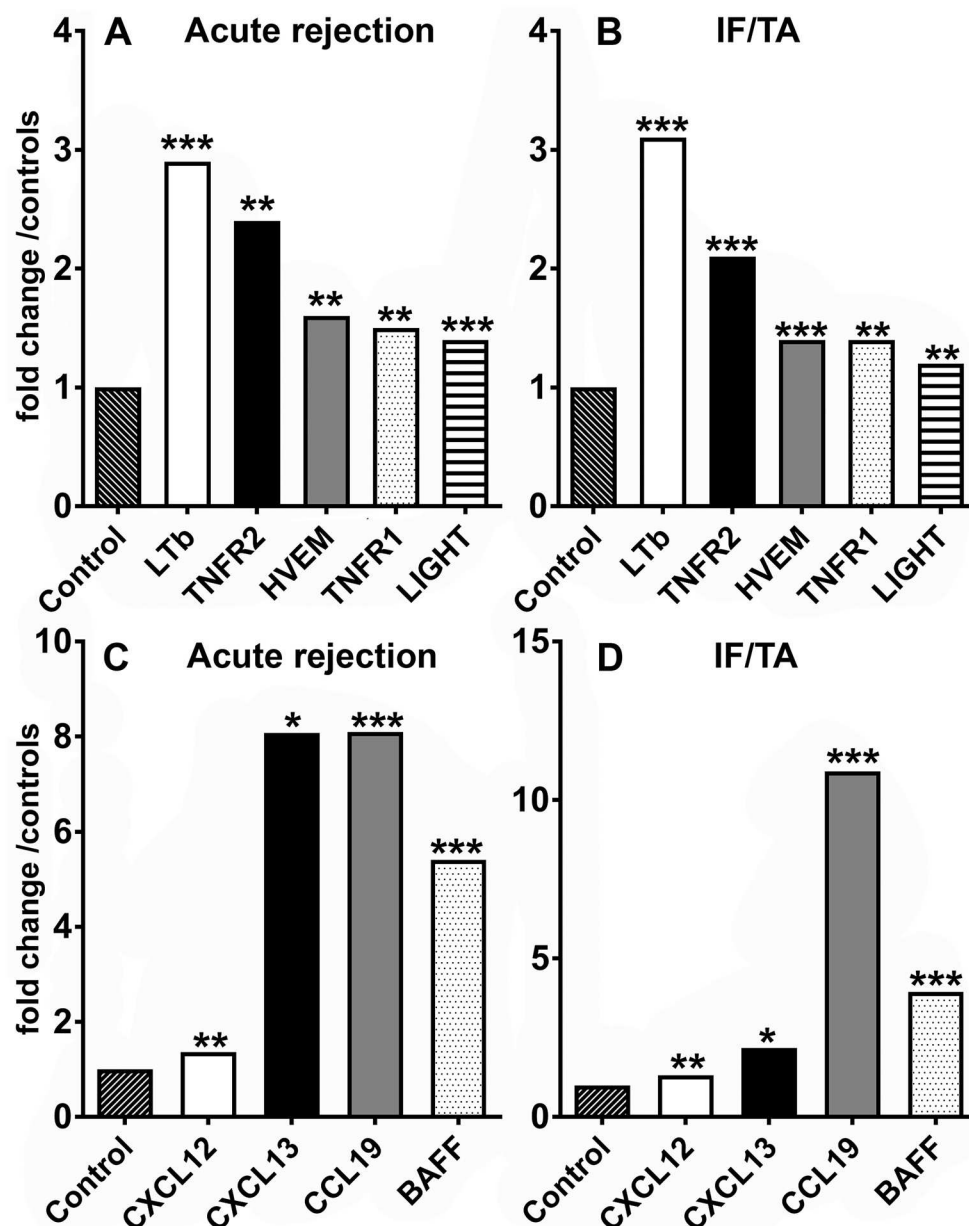 A Acute rejection
fold change /controls
4
3
2
1
0
***
**
**
**
***
Control
LTb
TNFR2
HVEM
TNFR1
LIGHT
B IF/TA
4
3
2
1
0
***
***
***
**
**
Control
LTb
TNFR2
HVEM
TNFR1
LIGHT
C Acute rejection
fold change /controls
10
8
6
4
2
0
**
*
***
***
Control
CXCL12
CXCL13
CCL19
BAFF
D IF/TA
15
10
5
0
**
*
***
***
Control
CXCL12
CXCL13
CCL19
BAFF